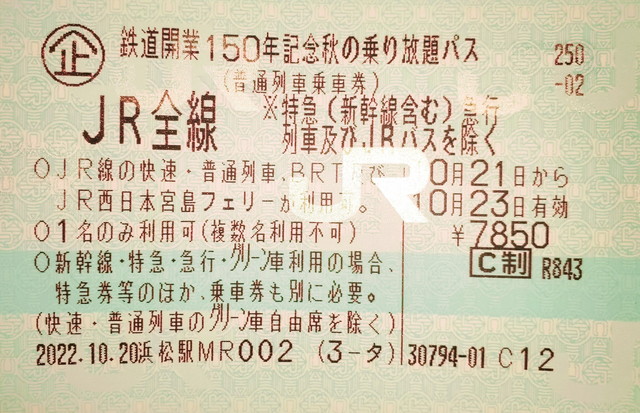 企 鉄道開業150年記念秋の乗り放題パス 250
(普通列車乗車券) -02
JR全線 ※特急(新幹線含む)急行
列車及びJRバスを除く
○JR線の快速・普通列車、BRT及び 10月21日から
JR西日本宮島フェリーが利用可。 10月23日有効
○1名のみ利用可(複数名利用不可) ¥7850
○新幹線・特急・急行・グリーン車利用の場合、 C制 R843
特急券等のほか、乗車券も別に必要。
(快速・普通列車のグリーン車自由席を除く)
2022.10.20浜松駅MR002 (3-タ) 30794-01 C12
JR